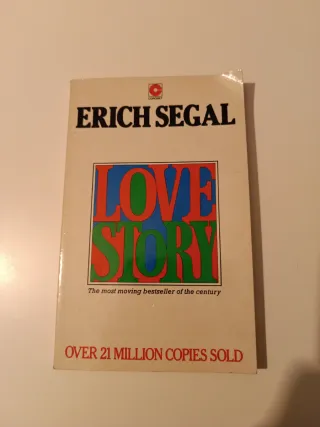 ERICH SEGAL
LOVE
STORY
The most moving bestseller of the century
OVER 21 MILLION COPIES SOLD